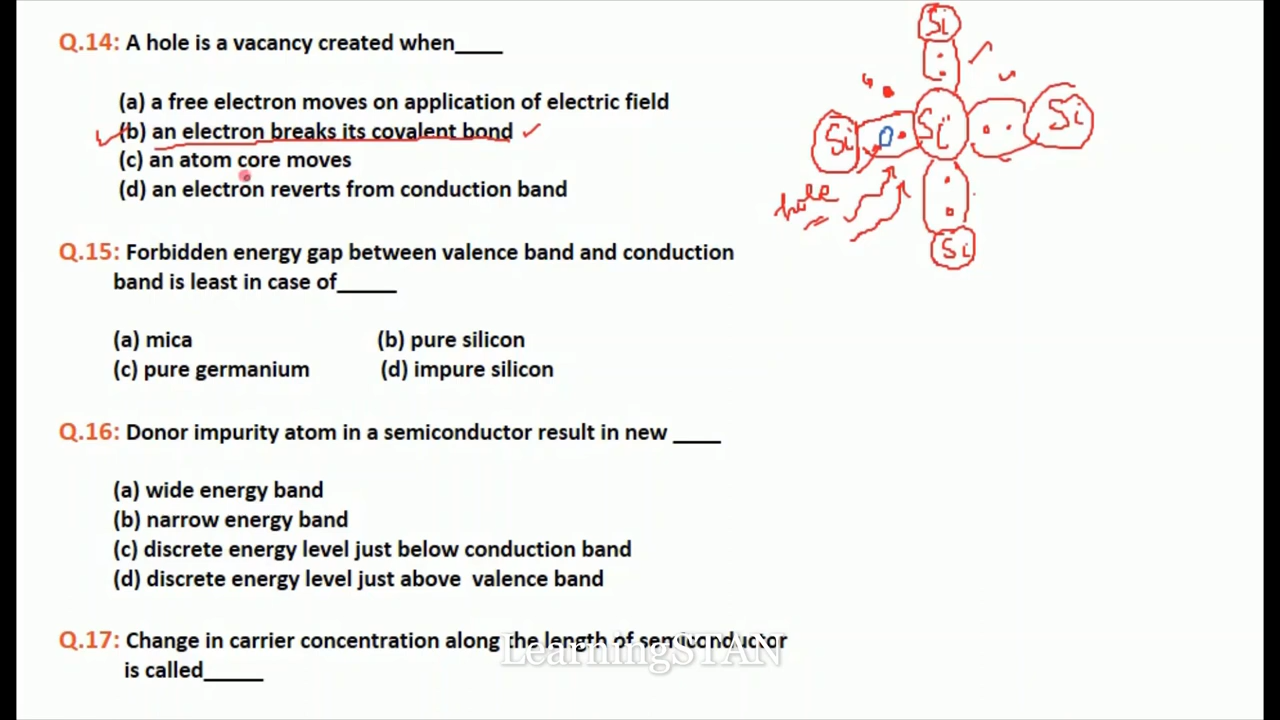 Q.14: A hole is a vacancy created when____
(a) a free electron moves on application of electric field
(b) an electron breaks its covalent bond
(c) an atom core moves
(d) an electron reverts from conduction band
Si
Si
Si
Si
Si
hole
Q.15: Forbidden energy gap between valence band and conduction
band is least in case of_____
(a) mica (b) pure silicon
(c) pure germanium (d) impure silicon
Q.16: Donor impurity atom in a semiconductor result in new ____
(a) wide energy band
(b) narrow energy band
(c) discrete energy level just below conduction band
(d) discrete energy level just above valence band
Q.17: Change in carrier concentration along the length of semiconductor
is called_____
LearningSTAN